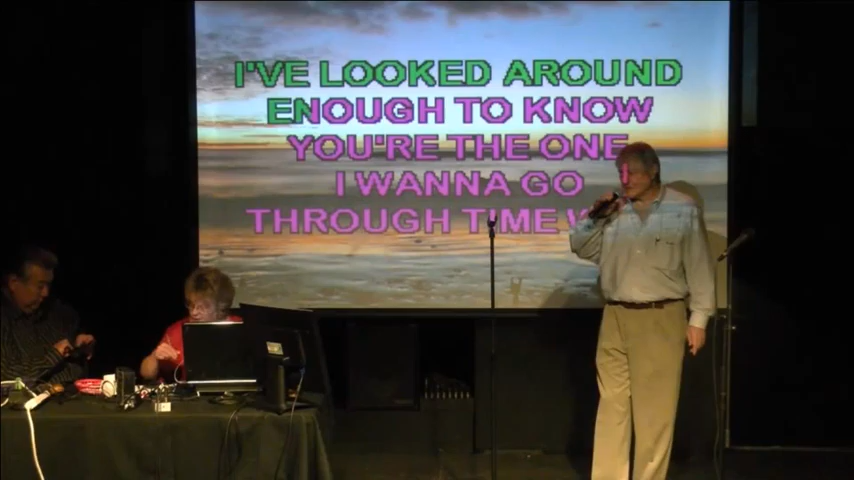 I'VE LOOKED AROUND
ENOUGH TO KNOW
YOU'RE THE ONE
I WANNA GO
THROUGH TIME